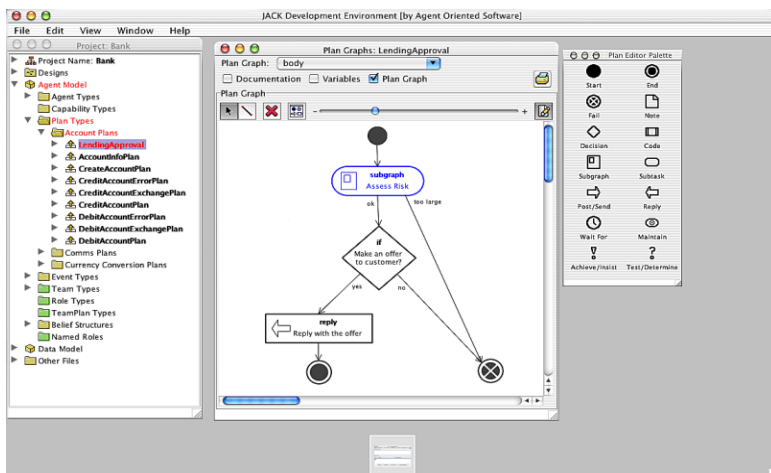 JACK Development Environment [by Agent Oriented Software]
File Edit View Window Help
Project: Bank
Project Name: Bank
Designs
Agent Model
Agent Types
Capability Types
Plan Types
Account Plans
LendingApproval
AccountInfoPlan
CreateAccountPlan
CreditAccountErrorPlan
CreditAccountExchangePlan
CreditAccountPlan
DebitAccountErrorPlan
DebitAccountExchangePlan
DebitAccountPlan
Comms Plans
Currency Conversion Plans
Event Types
Team Types
Role Types
TeamPlan Types
Belief Structures
Named Roles
Data Model
Other Files
Plan Graphs: LendingApproval
Plan Graph: body
Documentation Variables Plan Graph
Plan Graph
- +
subgraph
Assess Risk
ok too large
if
Make an offer
to customer?
yes no
reply
Reply with the offer
Plan Editor Palette
Start End
Fail Note
Decision Code
Subgraph Subtask
Post/Send Reply
Wait For Maintain
Achieve/Insist Test/Determine